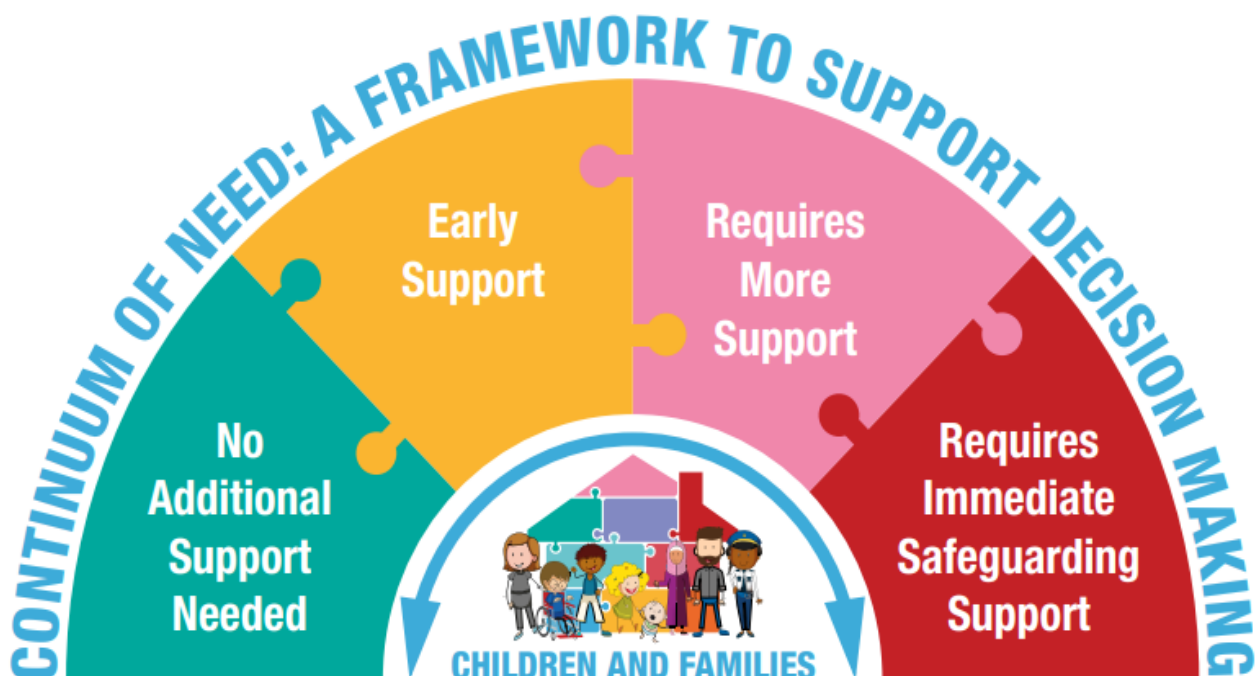 CONTINUUM OF NEED: A FRAMEWORK TO SUPPORT DECISION MAKING
No
Additional
Support
Needed
Early
Support
Requires
More
Support
Requires
Immediate
Safeguarding
Support
CHILDREN AND FAMILIES